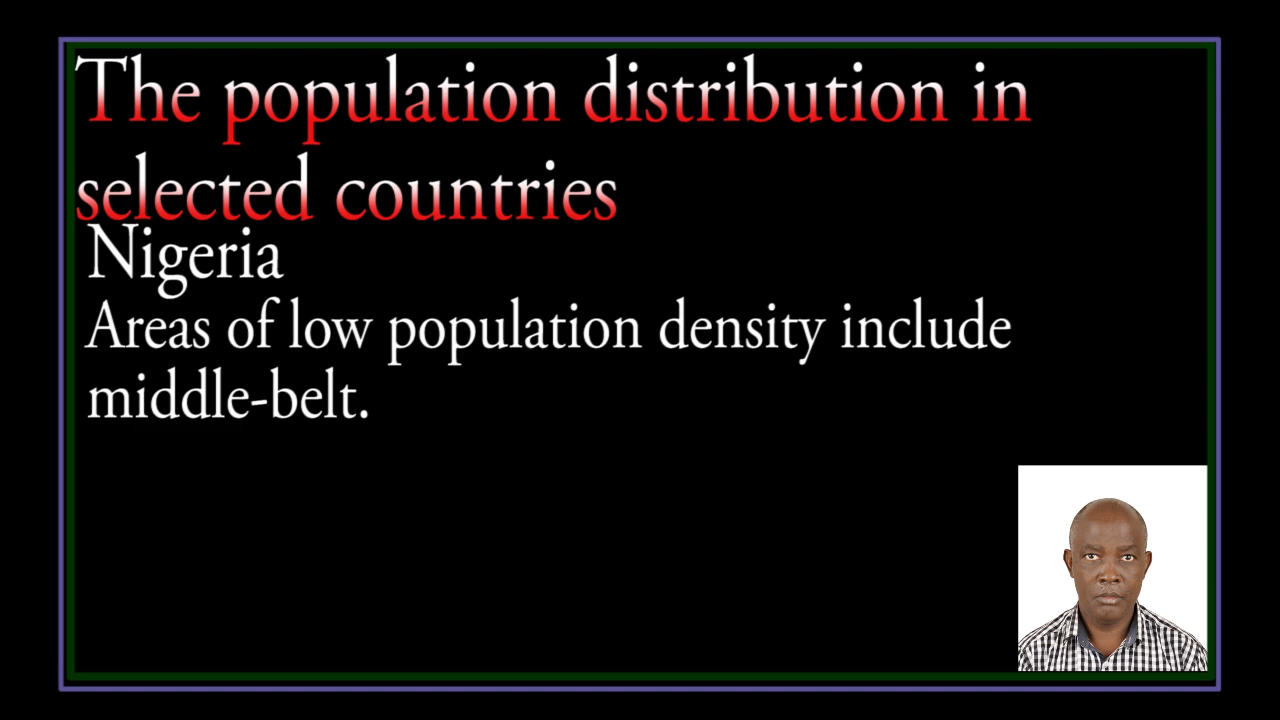 The population distribution in
selected countries
Nigeria
Areas of low population density include
middle-belt.